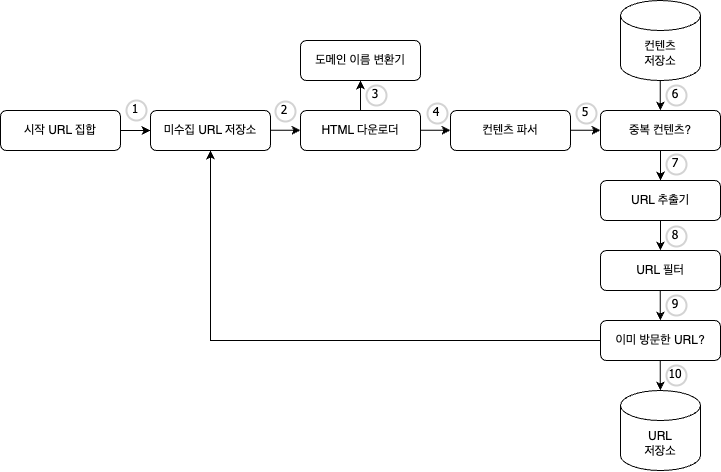 컨텐츠
저장소
도메인 이름 변환기
3
6
시작 URL 집합
1
미수집 URL 저장소
2
HTML 다운로더
4
컨텐츠 파서
5
중복 컨텐츠?
7
URL 추출기
8
URL 필터
9
이미 방문한 URL?
10
URL
저장소